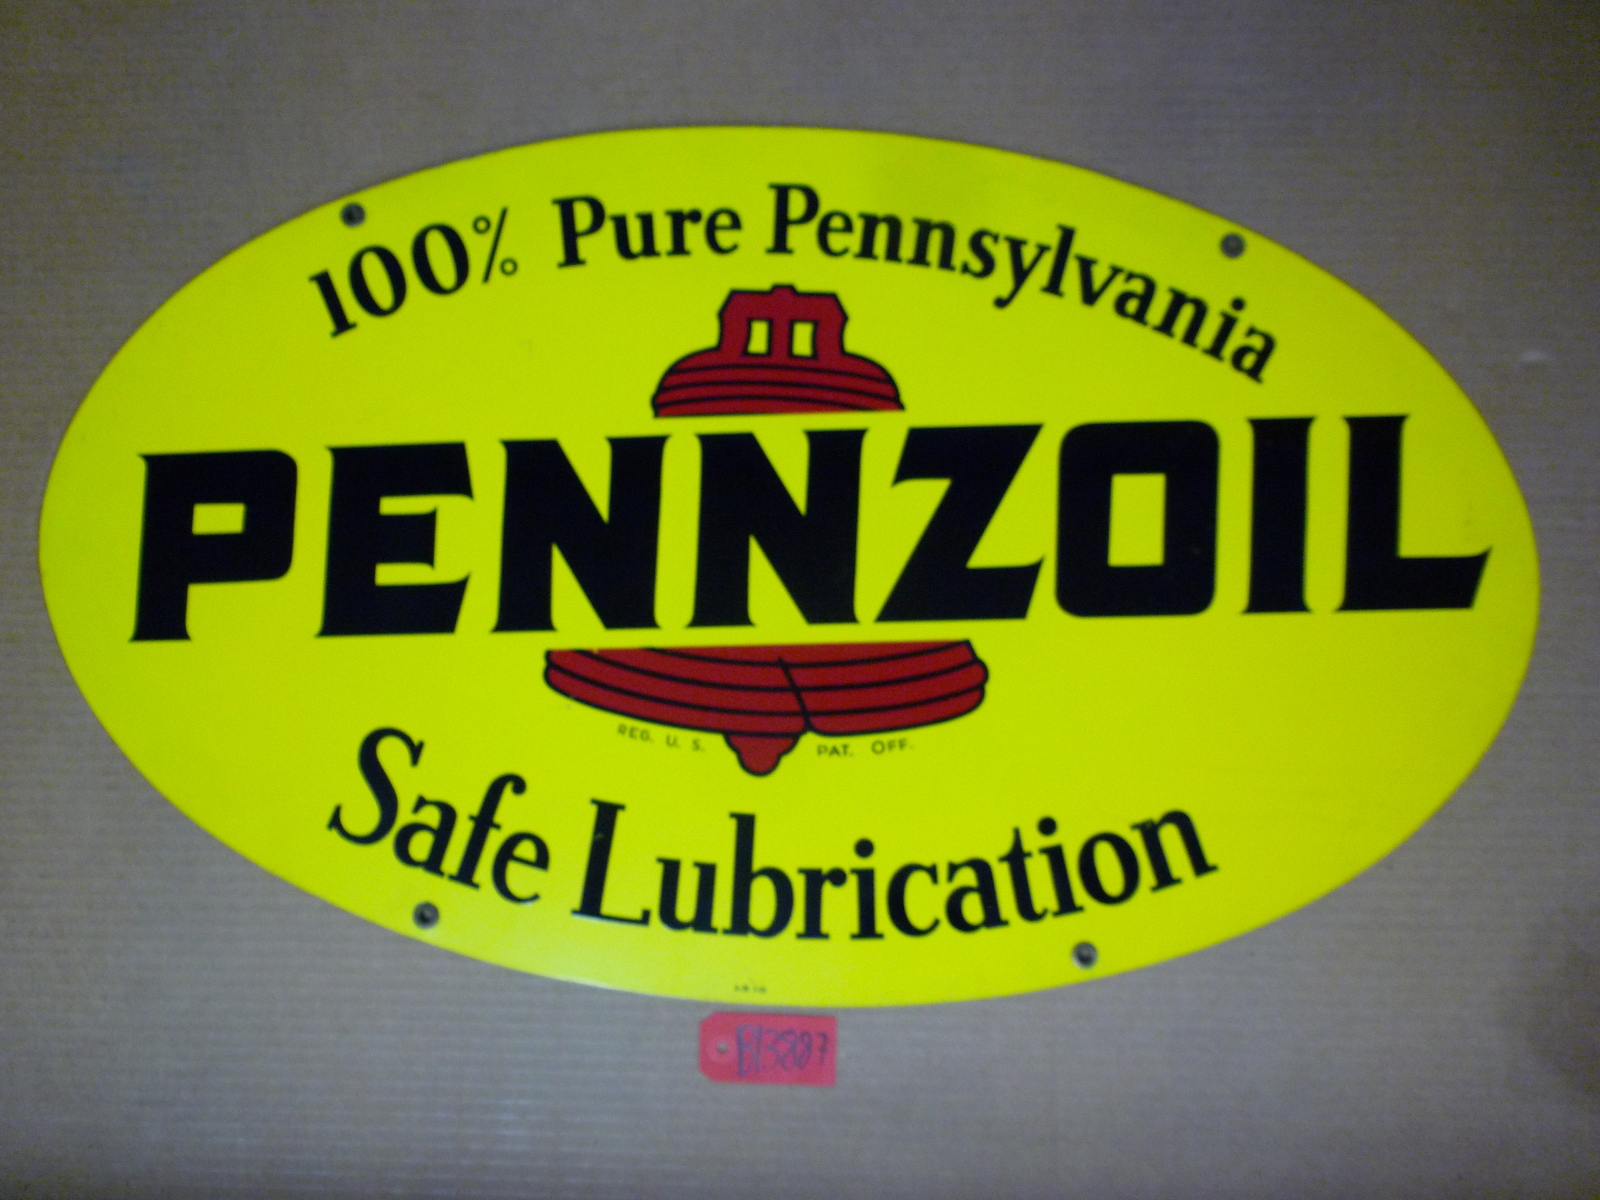 100% Pure Pennsylvania
PENNZOIL
REG. U. S. PAT. OFF.
Safe Lubrication